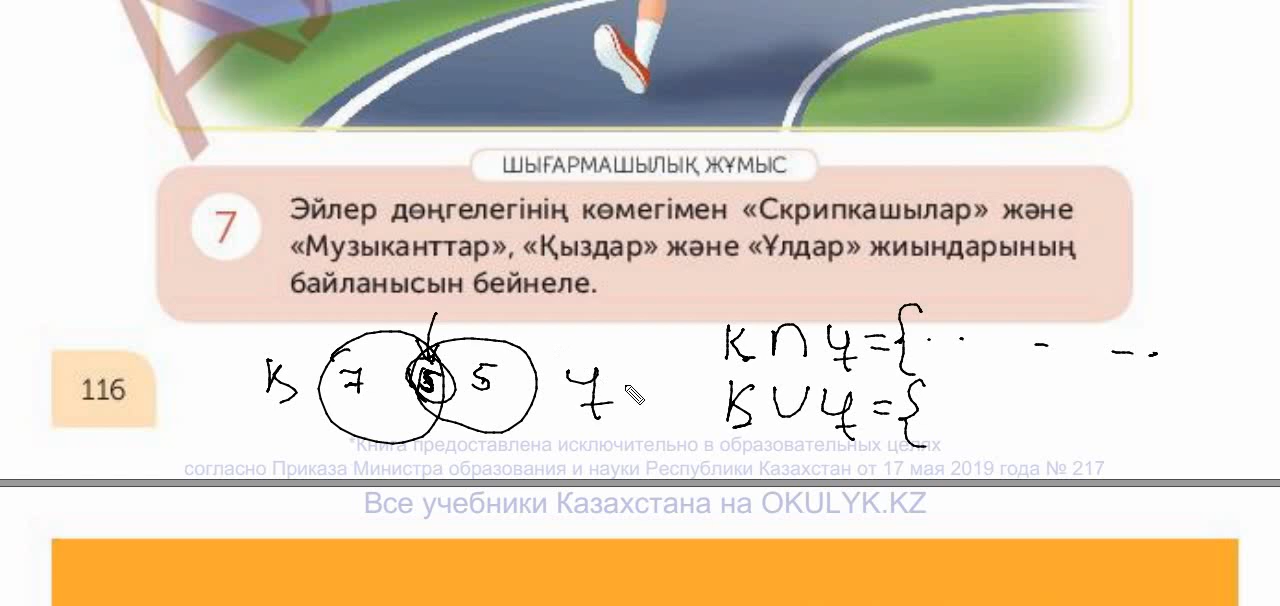 ШЫҒАРМАШЫЛЫҚ ЖҰМЫС
7
Эйлер дөңгелегінің көмегімен «Скрипкашылар» және
«Музыканттар», «Қыздар» және «Ұлдар» жиындарының
байланысын бейнеле.
К 7 5 5 Ч
К ∩ Ч = {. . - - .
К ∪ Ч = {
116
*Книга предоставлена исключительно в образовательных целях
согласно Приказа Министра образования и науки Республики Казахстан от 17 мая 2019 года № 217
Все учебники Казахстана на OKULYK.KZ